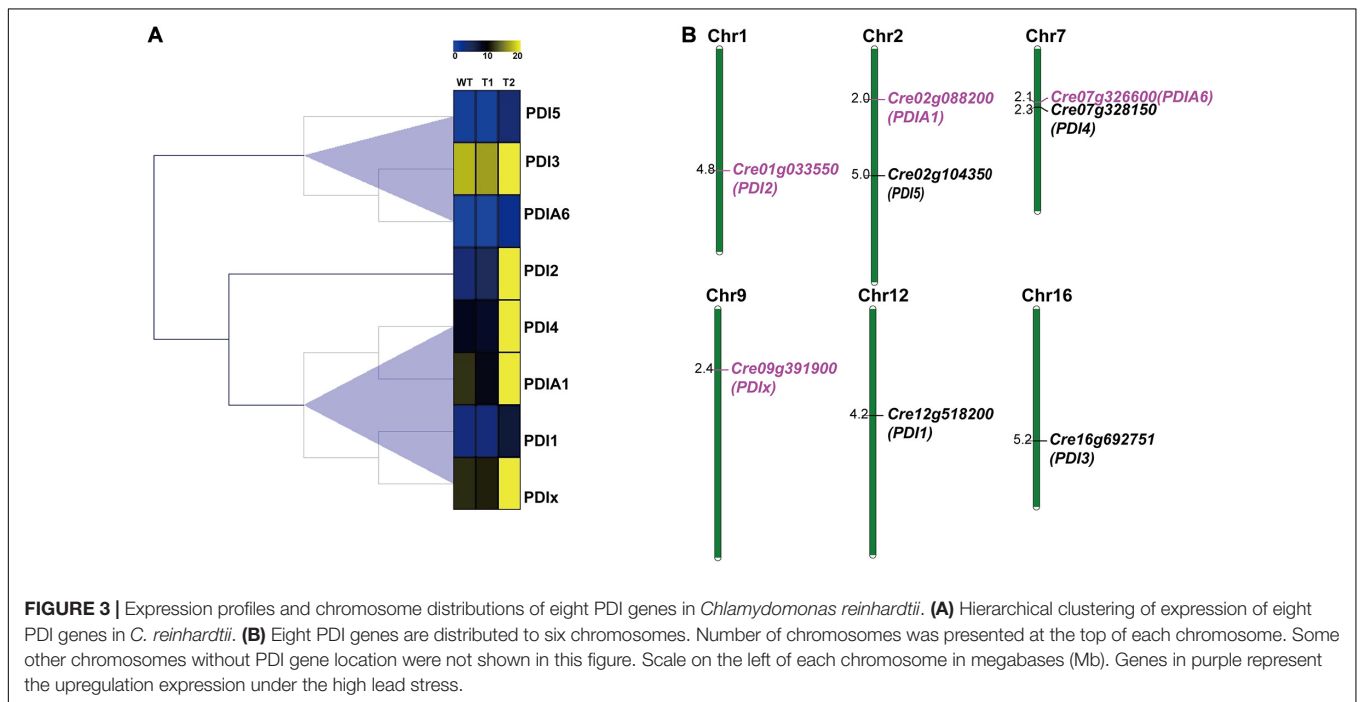 A
0 10 20
WT T1 T2
PDI5
PDI3
PDIA6
PDI2
PDI4
PDIA1
PDI1
PDIx
B
Chr1
4.8
Cre01g033550
(PDI2)
Chr2
2.0
Cre02g088200
(PDIA1)
5.0
Cre02g104350
(PDI5)
Chr7
2.1
Cre07g326600(PDIA6)
2.3
Cre07g328150
(PDI4)
Chr9
2.4
Cre09g391900
(PDIx)
Chr12
4.2
Cre12g518200
(PDI1)
Chr16
5.2
Cre16g692751
(PDI3)
FIGURE 3 | Expression profiles and chromosome distributions of eight PDI genes in Chlamydomonas reinhardtii. (A) Hierarchical clustering of expression of eight
PDI genes in C. reinhardtii. (B) Eight PDI genes are distributed to six chromosomes. Number of chromosomes was presented at the top of each chromosome. Some
other chromosomes without PDI gene location were not shown in this figure. Scale on the left of each chromosome in megabases (Mb). Genes in purple represent
the upregulation expression under the high lead stress.